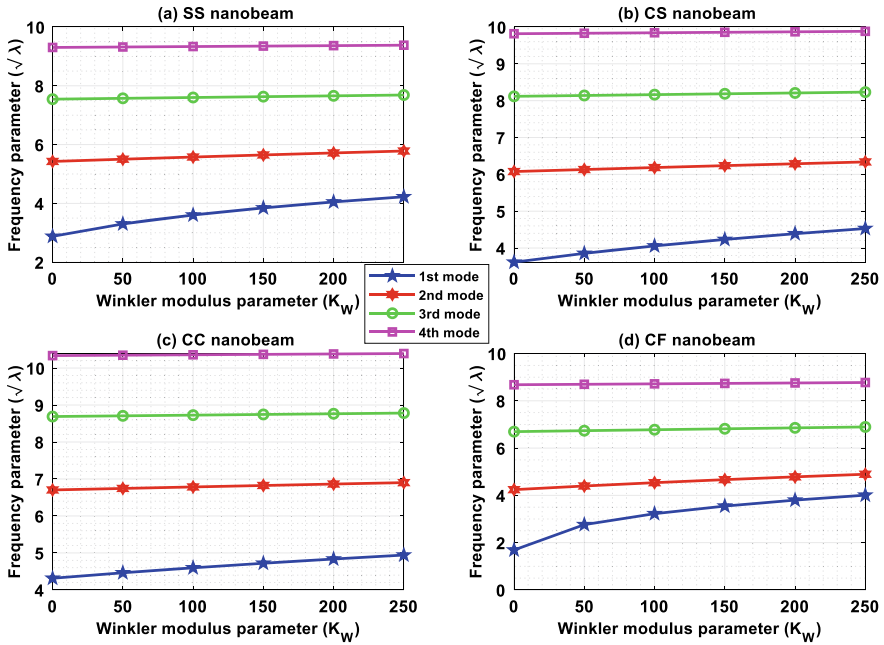 (a) SS nanobeam
Frequency parameter (√ λ)
10
8
6
4
2
0 50 100 150 200 250
Winkler modulus parameter (K_W)
(b) CS nanobeam
Frequency parameter (√ λ)
10
9
8
7
6
5
4
0 50 100 150 200 250
Winkler modulus parameter (K_W)
1st mode
2nd mode
3rd mode
4th mode
(c) CC nanobeam
Frequency parameter (√ λ)
10
9
8
7
6
5
4
0 50 100 150 200 250
Winkler modulus parameter (K_W)
(d) CF nanobeam
Frequency parameter (√ λ)
10
8
6
4
2
0
0 50 100 150 200 250
Winkler modulus parameter (K_W)